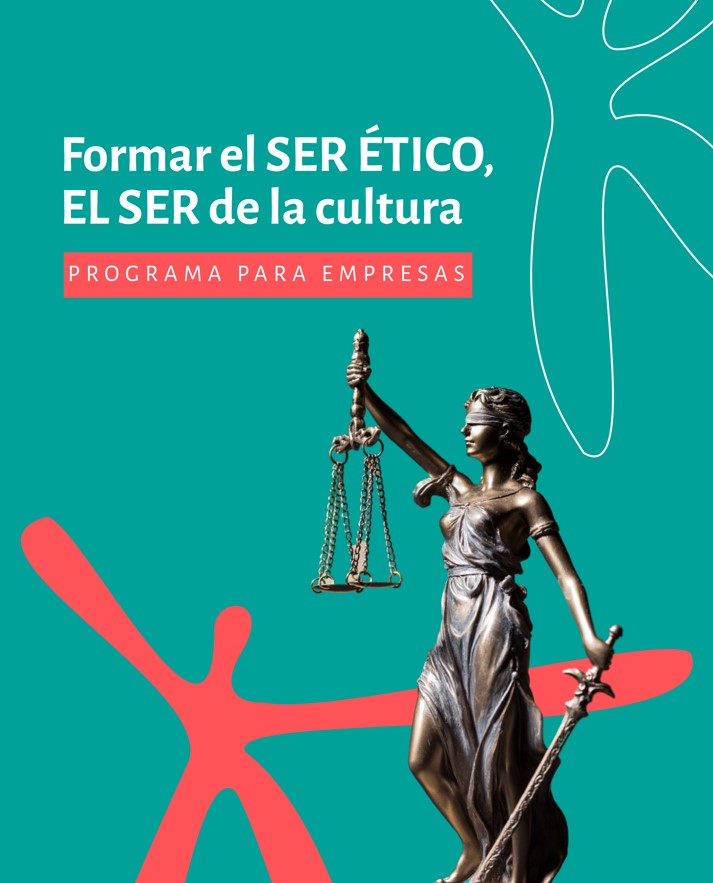 Formar el SER ÉTICO,
EL SER de la cultura
PROGRAMA PARA EMPRESAS